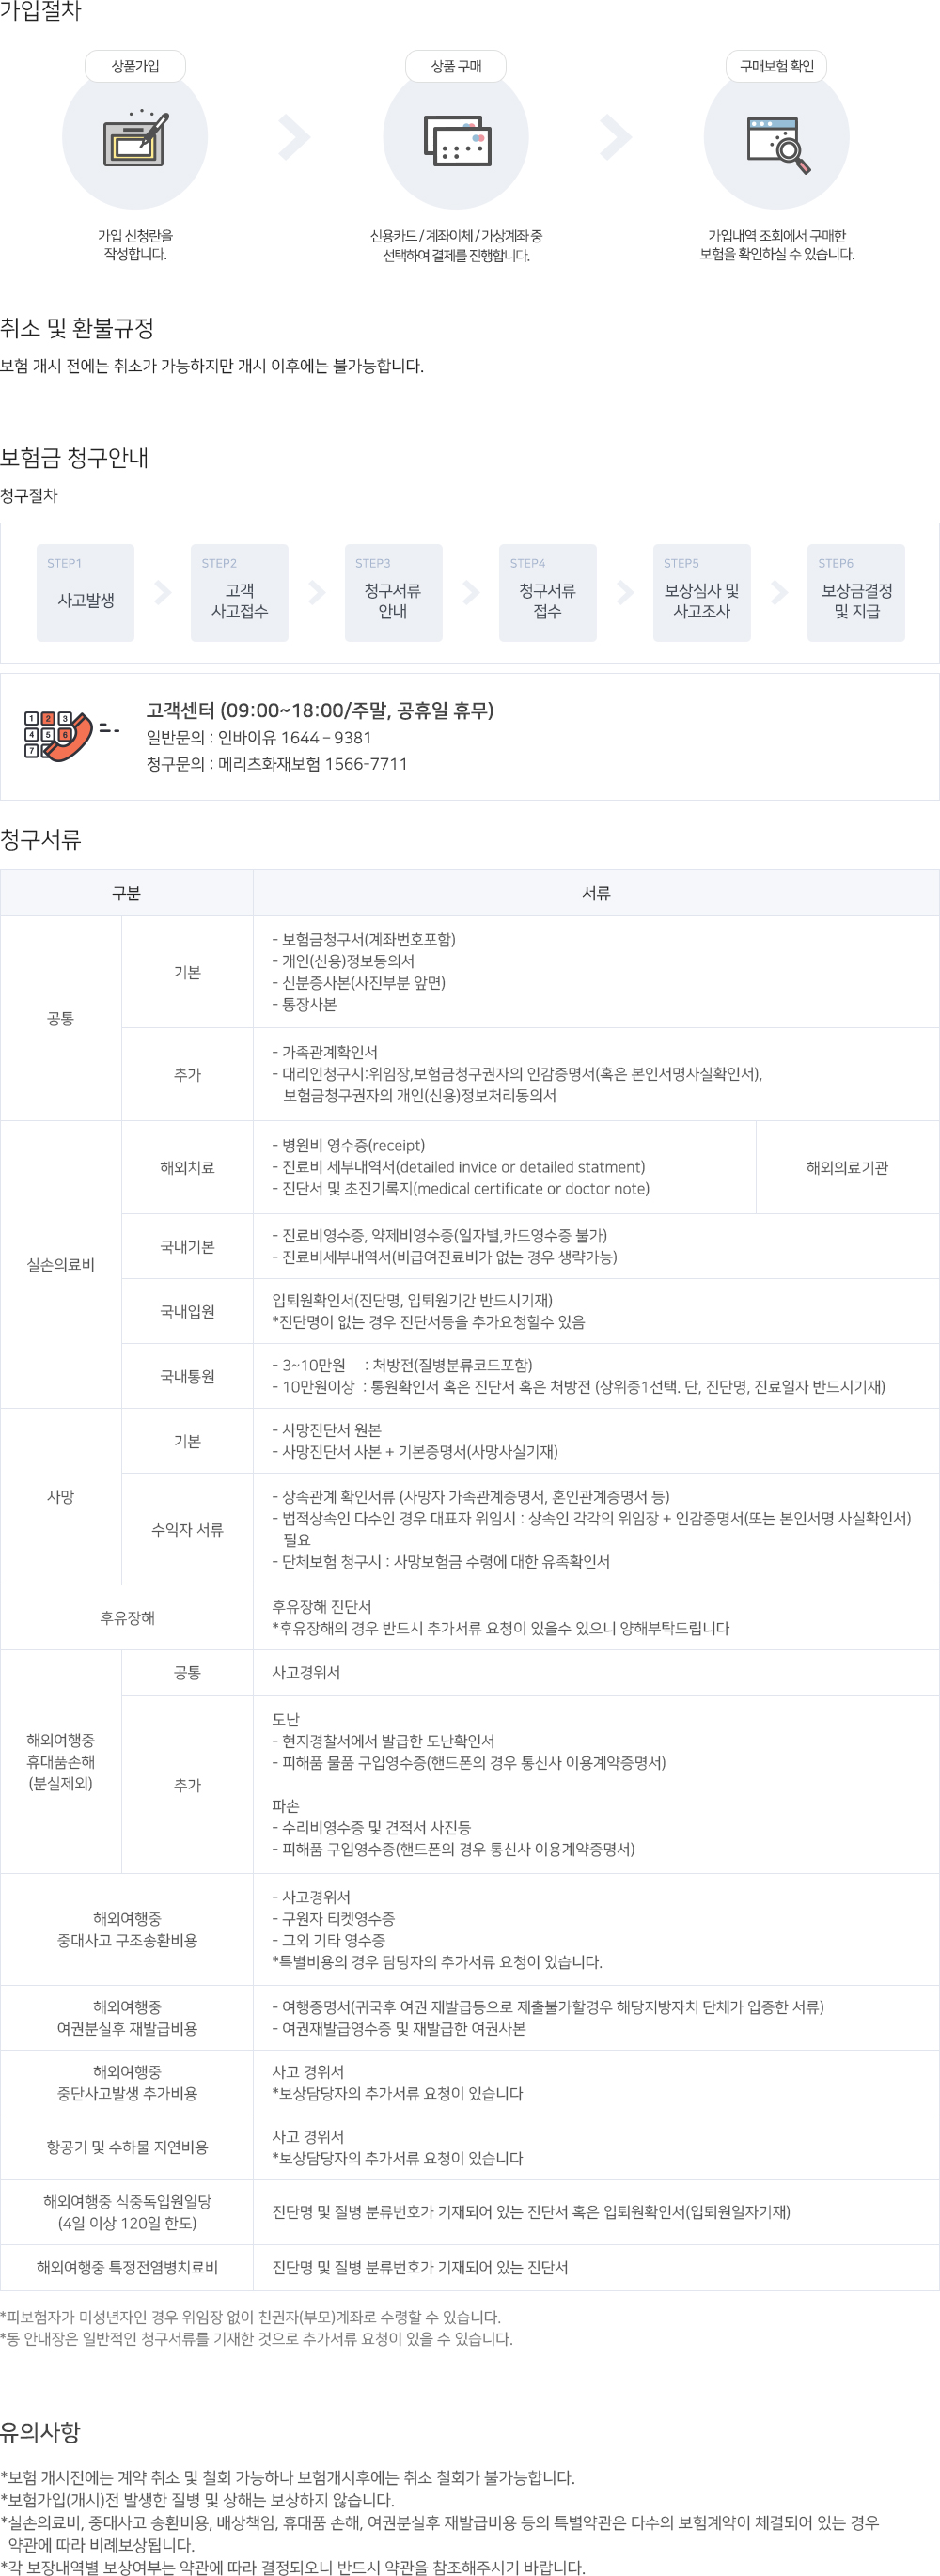 가입절차
상품가입
상품 구매
구매보험 확인
가입 신청란을
작성합니다.
신용카드 / 계좌이체 / 가상계좌 중
선택하여 결제를 진행합니다.
가입내역 조회에서 구매한
보험을 확인하실 수 있습니다.
취소 및 환불규정
보험 개시 전에는 취소가 가능하지만 개시 이후에는 불가능합니다.
보험금 청구안내
청구절차
STEP1
사고발생
STEP2
고객
사고접수
STEP3
청구서류
안내
STEP4
청구서류
접수
STEP5
보상심사 및
사고조사
STEP6
보상금결정
및 지급
1 2 3
4 5 6
7
고객센터 (09:00~18:00/주말, 공휴일 휴무)
일반문의 : 인바이유 1644 – 9381
청구문의 : 메리츠화재보험 1566-7711
청구서류
구분
서류
공통
기본
- 보험금청구서(계좌번호포함)
- 개인(신용)정보동의서
- 신분증사본(사진부분 앞면)
- 통장사본
추가
- 가족관계확인서
- 대리인청구시:위임장,보험금청구권자의 인감증명서(혹은 본인서명사실확인서),
보험금청구권자의 개인(신용)정보처리동의서
실손의료비
해외치료
- 병원비 영수증(receipt)
- 진료비 세부내역서(detailed invice or detailed statment)
- 진단서 및 초진기록지(medical certificate or doctor note)
해외의료기관
국내기본
- 진료비영수증, 약제비영수증(일자별,카드영수증 불가)
- 진료비세부내역서(비급여진료비가 없는 경우 생략가능)
국내입원
입퇴원확인서(진단명, 입퇴원기간 반드시기재)
*진단명이 없는 경우 진단서등을 추가요청할수 있음
국내통원
- 3~10만원 : 처방전(질병분류코드포함)
- 10만원이상 : 통원확인서 혹은 진단서 혹은 처방전 (상위중1선택. 단, 진단명, 진료일자 반드시기재)
사망
기본
- 사망진단서 원본
- 사망진단서 사본 + 기본증명서(사망사실기재)
수익자 서류
- 상속관계 확인서류 (사망자 가족관계증명서, 혼인관계증명서 등)
- 법적상속인 다수인 경우 대표자 위임시 : 상속인 각각의 위임장 + 인감증명서(또는 본인서명 사실확인서)
필요
- 단체보험 청구시 : 사망보험금 수령에 대한 유족확인서
후유장해
후유장해 진단서
*후유장해의 경우 반드시 추가서류 요청이 있을수 있으니 양해부탁드립니다
해외여행중
휴대품손해
(분실제외)
공통
사고경위서
추가
도난
- 현지경찰서에서 발급한 도난확인서
- 피해품 물품 구입영수증(핸드폰의 경우 통신사 이용계약증명서)
파손
- 수리비영수증 및 견적서 사진등
- 피해품 구입영수증(핸드폰의 경우 통신사 이용계약증명서)
해외여행중
중대사고 구조송환비용
- 사고경위서
- 구원자 티켓영수증
- 그외 기타 영수증
*특별비용의 경우 담당자의 추가서류 요청이 있습니다.
해외여행중
여권분실후 재발급비용
- 여행증명서(귀국후 여권 재발급등으로 제출불가할경우 해당지방자치 단체가 입증한 서류)
- 여권재발급영수증 및 재발급한 여권사본
해외여행중
중단사고발생 추가비용
사고 경위서
*보상담당자의 추가서류 요청이 있습니다
항공기 및 수하물 지연비용
사고 경위서
*보상담당자의 추가서류 요청이 있습니다
해외여행중 식중독입원일당
(4일 이상 120일 한도)
진단명 및 질병 분류번호가 기재되어 있는 진단서 혹은 입퇴원확인서(입퇴원일자기재)
해외여행중 특정전염병치료비
진단명 및 질병 분류번호가 기재되어 있는 진단서
*피보험자가 미성년자인 경우 위임장 없이 친권자(부모)계좌로 수령할 수 있습니다.
*동 안내장은 일반적인 청구서류를 기재한 것으로 추가서류 요청이 있을 수 있습니다.
유의사항
*보험 개시전에는 계약 취소 및 철회 가능하나 보험개시후에는 취소 철회가 불가능합니다.
*보험가입(개시)전 발생한 질병 및 상해는 보상하지 않습니다.
*실손의료비, 중대사고 송환비용, 배상책임, 휴대품 손해, 여권분실후 재발급비용 등의 특별약관은 다수의 보험계약이 체결되어 있는 경우
약관에 따라 비례보상됩니다.
*각 보장내역별 보상여부는 약관에 따라 결정되오니 반드시 약관을 참조해주시기 바랍니다.